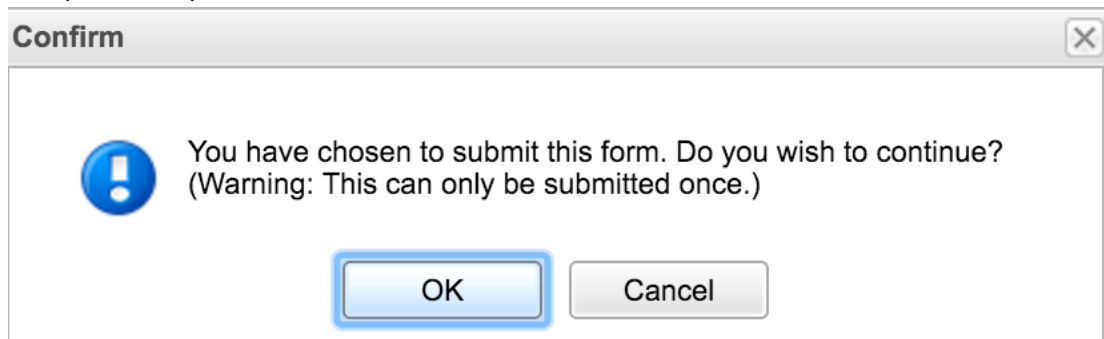 Confirm
You have chosen to submit this form. Do you wish to continue?
(Warning: This can only be submitted once.)
OK
Cancel